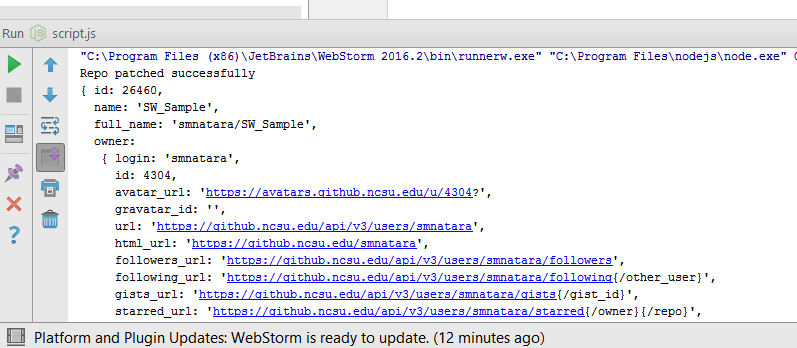 Run script.js
"C:\Program Files (x86)\JetBrains\WebStorm 2016.2\bin\runnerw.exe" "C:\Program Files\nodejs\node.exe" C
Repo patched successfully
{ id: 26460,
name: 'SW_Sample',
full_name: 'smnatara/SW_Sample',
owner:
{ login: 'smnatara',
id: 4304,
avatar_url: 'https://avatars.github.ncsu.edu/u/4304?',
gravatar_id: '',
url: 'https://github.ncsu.edu/api/v3/users/smnatara',
html_url: 'https://github.ncsu.edu/smnatara',
followers_url: 'https://github.ncsu.edu/api/v3/users/smnatara/followers',
following_url: 'https://github.ncsu.edu/api/v3/users/smnatara/following{/other_user}',
gists_url: 'https://github.ncsu.edu/api/v3/users/smnatara/gists{/gist_id}',
starred_url: 'https://github.ncsu.edu/api/v3/users/smnatara/starred{/owner}{/repo}',
Platform and Plugin Updates: WebStorm is ready to update. (12 minutes ago)